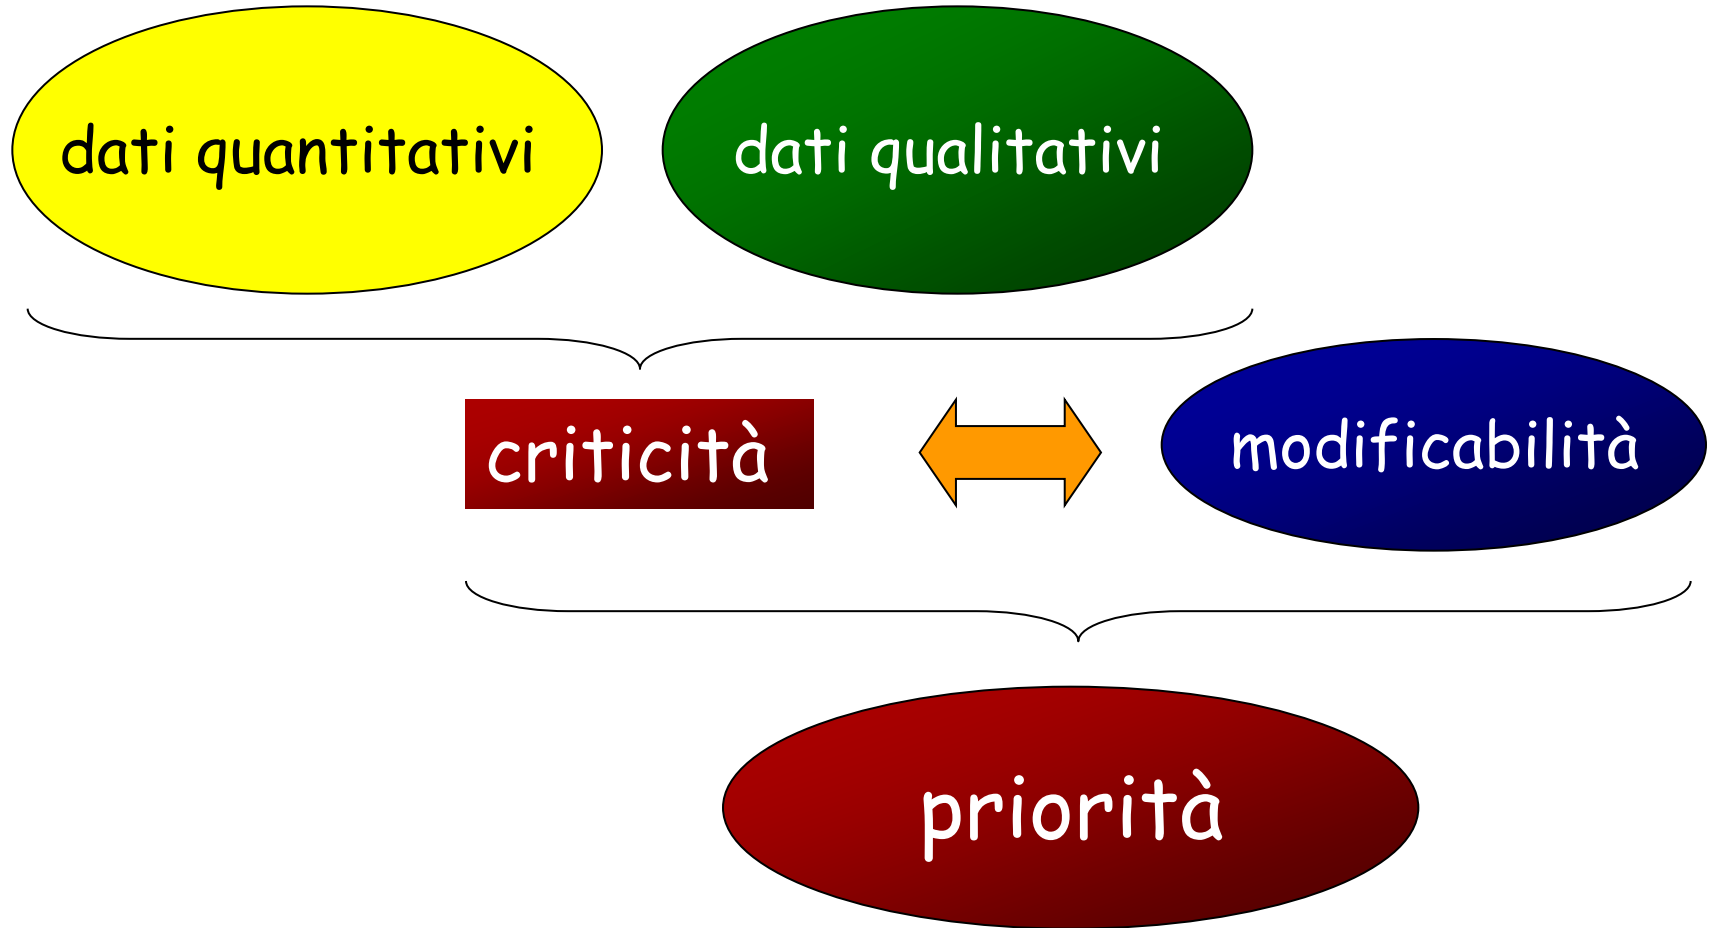 dati quantitativi
dati qualitativi
criticità
modificabilità
priorità